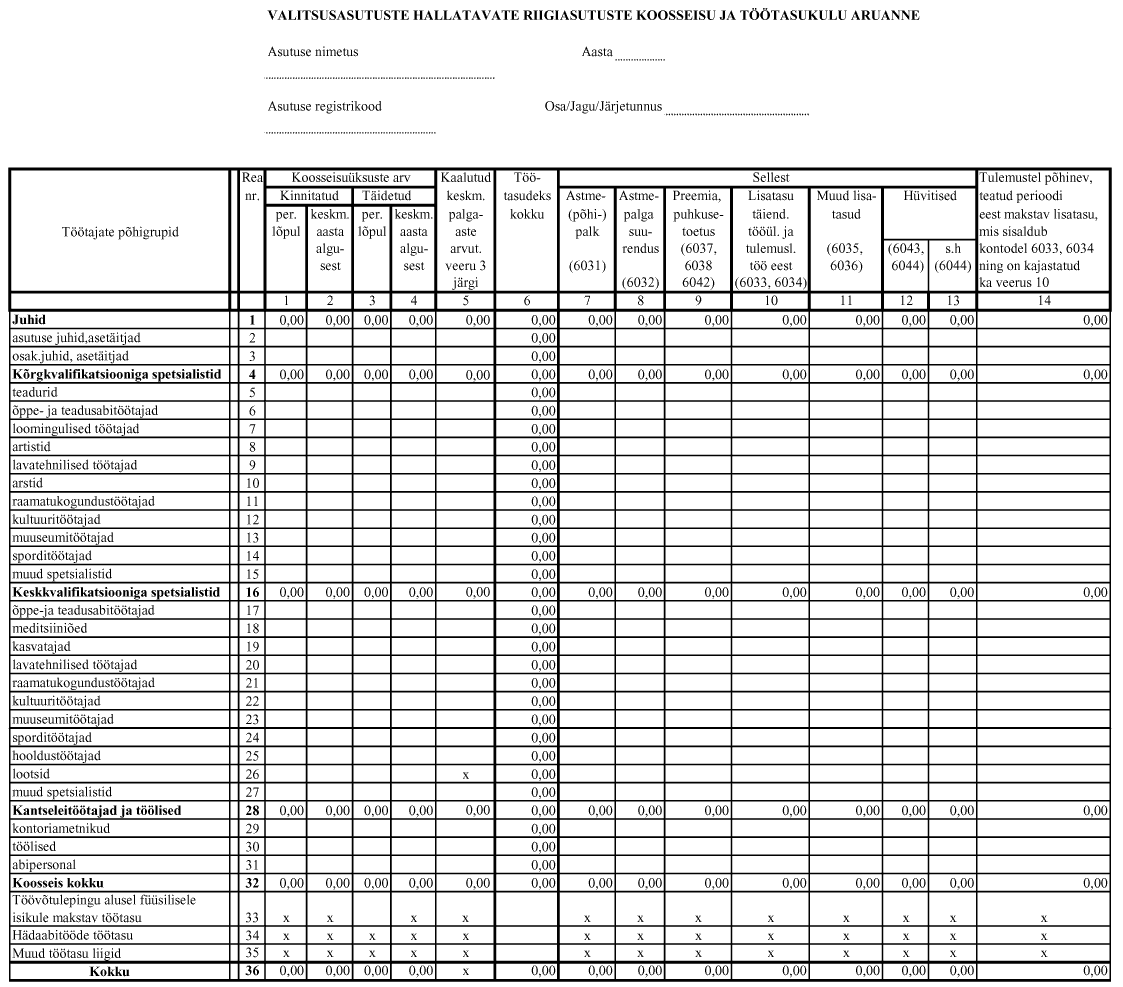 VALITSUSASUTUSTE HALLATAVATE RIIGIASUTUSTE KOOSSEISU JA TÖÖTASUKULU ARUANNE
Asutuse nimetus Aasta
Asutuse registrikood Osa/Jagu/Järjetunnus
Töötajate põhigrupid
Rea
nr.
Koosseisuüksuste arv
Kinnitatud Täidetud
per.
lõpul
keskm.
aasta
algu-
sest
per.
lõpul
keskm.
aasta
algu-
sest
Kaalutud
keskm.
palga-
aste
arvut.
veeru 3
järgi
Töö-
tasudeks
kokku
Sellest
Astme-
(põhi-)
palk
(6031)
Astme-
palga
suu-
rendus
(6032)
Preemia,
puhkuse-
toetus
(6037,
6038
6042)
Lisatasu
täiend.
tööül. ja
tulemusl.
töö eest
(6033, 6034)
Muud lisa-
tasud
(6035,
6036)
Hüvitised
(6043,
6044)
s.h
(6044)
Tulemustel põhinev,
teatud perioodi
eest makstav lisatasu,
mis sisaldub
kontodel 6033, 6034
ning on kajastatud
ka veerus 10
1 2 3 4 5 6 7 8 9 10 11 12 13 14
Juhid 1 0,00 0,00 0,00 0,00 0,00 0,00 0,00 0,00 0,00 0,00 0,00 0,00 0,00 0,00
asutuse juhid,asetäitjad 2 0,00
osak.juhid, asetäitjad 3 0,00
Kõrgkvalifikatsiooniga spetsialistid 4 0,00 0,00 0,00 0,00 0,00 0,00 0,00 0,00 0,00 0,00 0,00 0,00 0,00 0,00
teadurid 5 0,00
õppe- ja teadusabitöötajad 6 0,00
loomingulised töötajad 7 0,00
artistid 8 0,00
lavatehnilised töötajad 9 0,00
arstid 10 0,00
raamatukogundustöötajad 11 0,00
kultuuritöötajad 12 0,00
muuseumitöötajad 13 0,00
sporditöötajad 14 0,00
muud spetsialistid 15 0,00
Keskkvalifikatsiooniga spetsialistid 16 0,00 0,00 0,00 0,00 0,00 0,00 0,00 0,00 0,00 0,00 0,00 0,00 0,00 0,00
õppe-ja teadusabitöötajad 17 0,00
meditsiiniõed 18 0,00
kasvatajad 19 0,00
lavatehnilised töötajad 20 0,00
raamatukogundustöötajad 21 0,00
kultuuritöötajad 22 0,00
muuseumitöötajad 23 0,00
sporditöötajad 24 0,00
hooldustöötajad 25 0,00
lootsid 26 x 0,00
muud spetsialistid 27 0,00
Kantseleitöötajad ja töölised 28 0,00 0,00 0,00 0,00 0,00 0,00 0,00 0,00 0,00 0,00 0,00 0,00 0,00 0,00
kontoriametnikud 29 0,00
töölised 30 0,00
abipersonal 31 0,00
Koosseis kokku 32 0,00 0,00 0,00 0,00 0,00 0,00 0,00 0,00 0,00 0,00 0,00 0,00 0,00 0,00
Töövõtulepingu alusel füüsilisele
isikule makstav töötasu 33 x x x x x x x x x x x x
Hädaabitööde töötasu 34 x x x x x x x x x x x x x
Muud töötasu liigid 35 x x x x x x x x x x x x x
Kokku 36 0,00 0,00 0,00 0,00 x 0,00 0,00 0,00 0,00 0,00 0,00 0,00 0,00 0,00